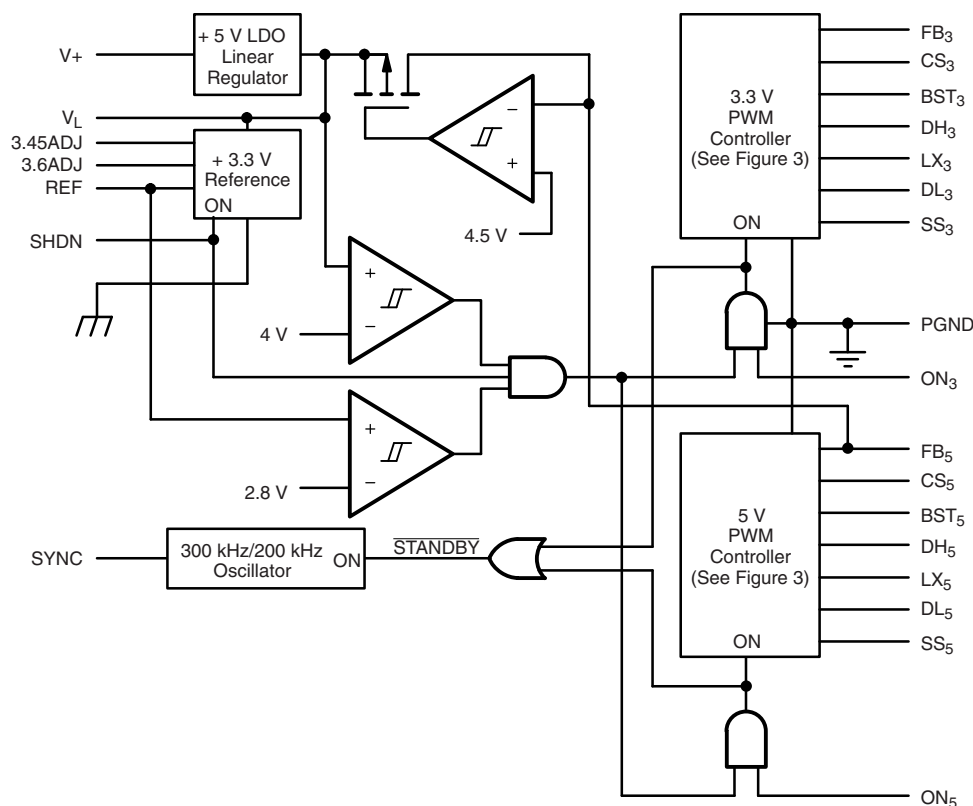 V+
+ 5 V LDO
Linear
Regulator
VL
3.45ADJ
3.6ADJ
REF
+ 3.3 V
Reference
ON
SHDN
−
+
4.5 V
+
−
4 V
+
−
2.8 V
SYNC
300 kHz/200 kHz
Oscillator
ON
STANDBY
3.3 V
PWM
Controller
(See Figure 3)
ON
FB3
CS3
BST3
DH3
LX3
DL3
SS3
PGND
ON3
5 V
PWM
Controller
(See Figure 3)
ON
FB5
CS5
BST5
DH5
LX5
DL5
SS5
ON5